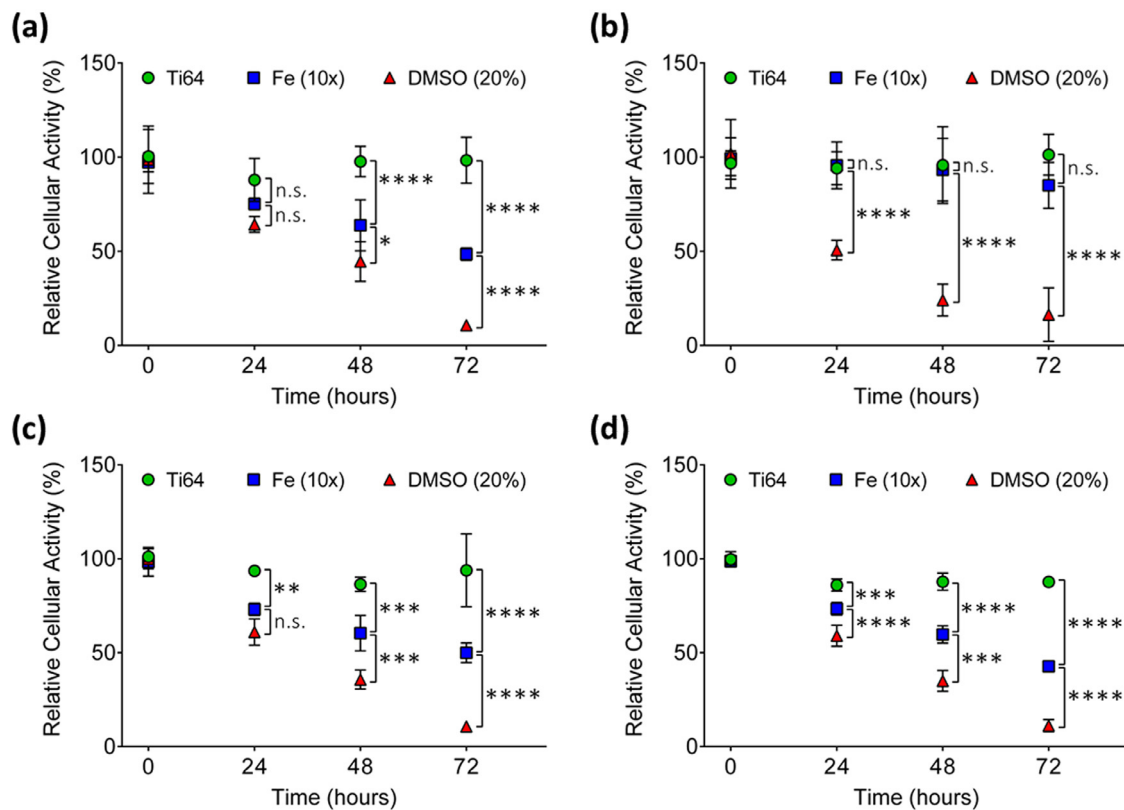 (a)
150
Ti64 Fe (10x) DMSO (20%)
Relative Cellular Activity (%)
100
50
0
n.s.
n.s.
****
*
****
****
0 24 48 72
Time (hours)
(b)
150
Ti64 Fe (10x) DMSO (20%)
Relative Cellular Activity (%)
100
50
0
n.s.
****
n.s.
****
n.s.
****
0 24 48 72
Time (hours)
(c)
150
Ti64 Fe (10x) DMSO (20%)
Relative Cellular Activity (%)
100
50
0
**
n.s.
***
***
****
****
0 24 48 72
Time (hours)
(d)
150
Ti64 Fe (10x) DMSO (20%)
Relative Cellular Activity (%)
100
50
0
***
****
****
***
****
****
0 24 48 72
Time (hours)